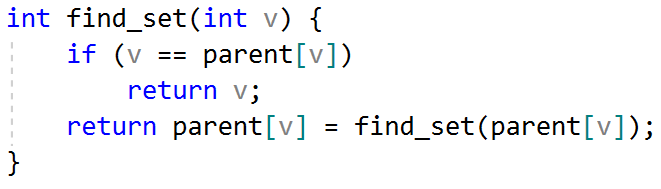 int find_set(int v) {
    if (v == parent[v])
        return v;
    return parent[v] = find_set(parent[v]);
}